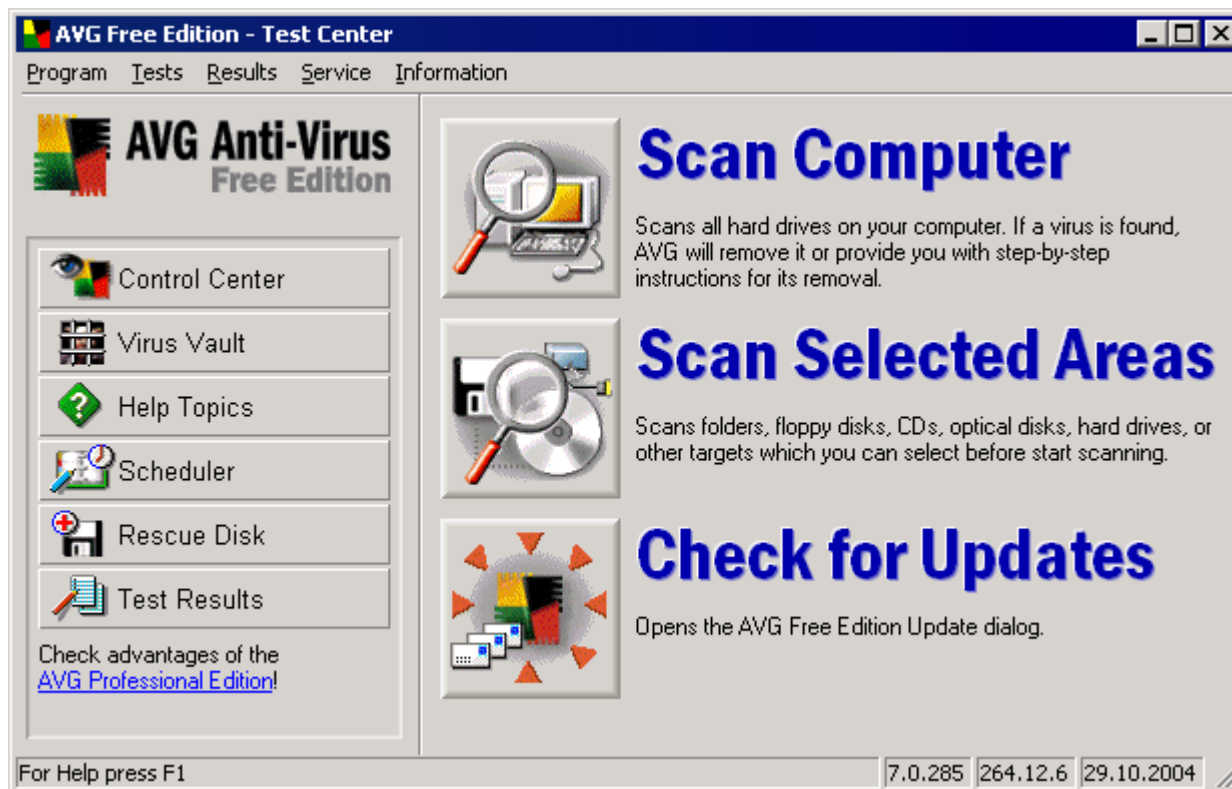 AVG Free Edition - Test Center
Program Tests Results Service Information
AVG Anti-Virus
Free Edition
Control Center
Virus Vault
Help Topics
Scheduler
Rescue Disk
Test Results
Check advantages of the
AVG Professional Edition!
Scan Computer
Scans all hard drives on your computer. If a virus is found,
AVG will remove it or provide you with step-by-step
instructions for its removal.
Scan Selected Areas
Scans folders, floppy disks, CDs, optical disks, hard drives, or
other targets which you can select before start scanning.
Check for Updates
Opens the AVG Free Edition Update dialog.
For Help press F1
7.0.285 264.12.6 29.10.2004